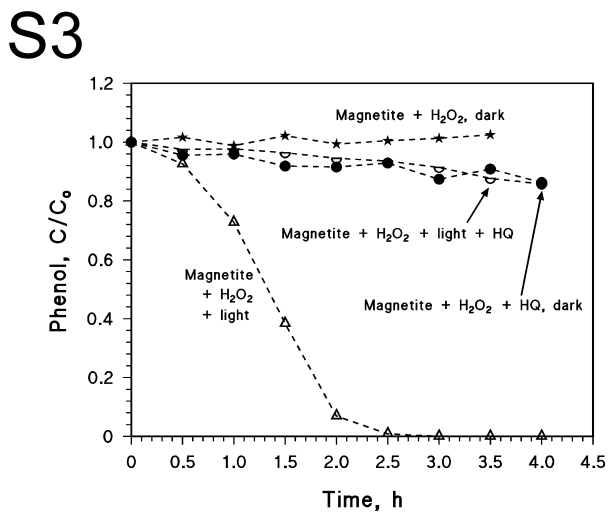 S3
1.2
1.0
0.8
0.6
0.4
0.2
0
Phenol, C/Cₒ
Magnetite + H₂O₂, dark
Magnetite + H₂O₂ + light + HQ
Magnetite
+ H₂O₂
+ light
Magnetite + H₂O₂ + HQ, dark
0 0.5 1.0 1.5 2.0 2.5 3.0 3.5 4.0 4.5
Time, h